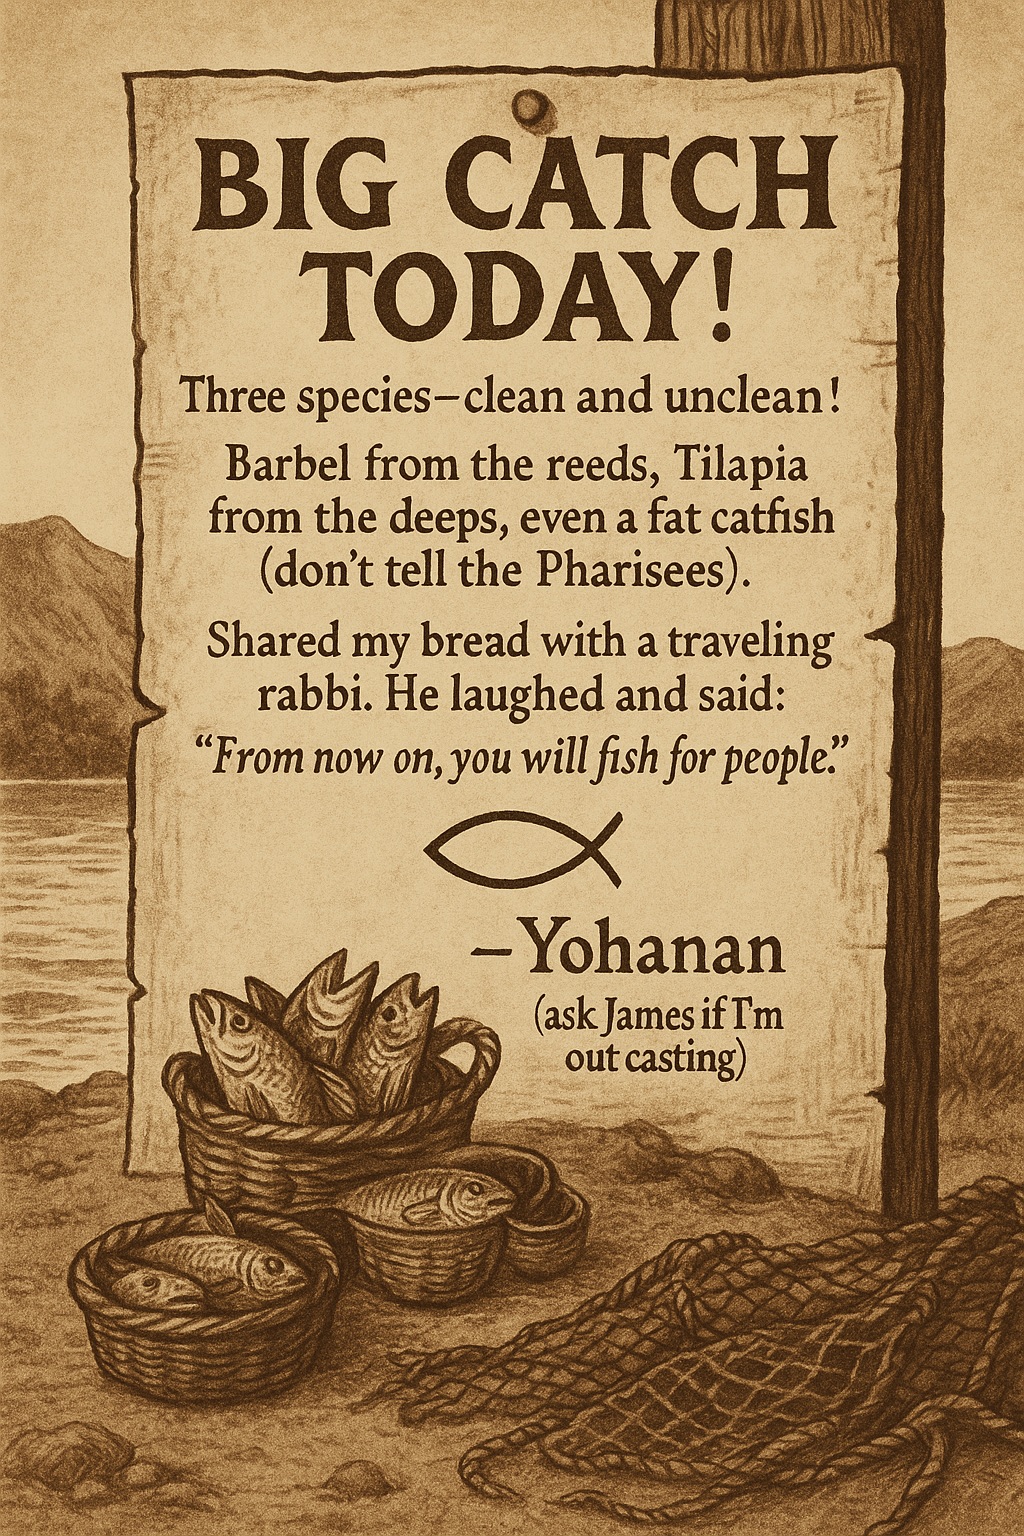 BIG CATCH
TODAY!
Three species–clean and unclean!
Barbel from the reeds, Tilapia
from the deeps, even a fat catfish
(don't tell the Pharisees).
Shared my bread with a traveling
rabbi. He laughed and said:
“From now on, you will fish for people.”
–Yohanan
(ask James if I'm
out casting)